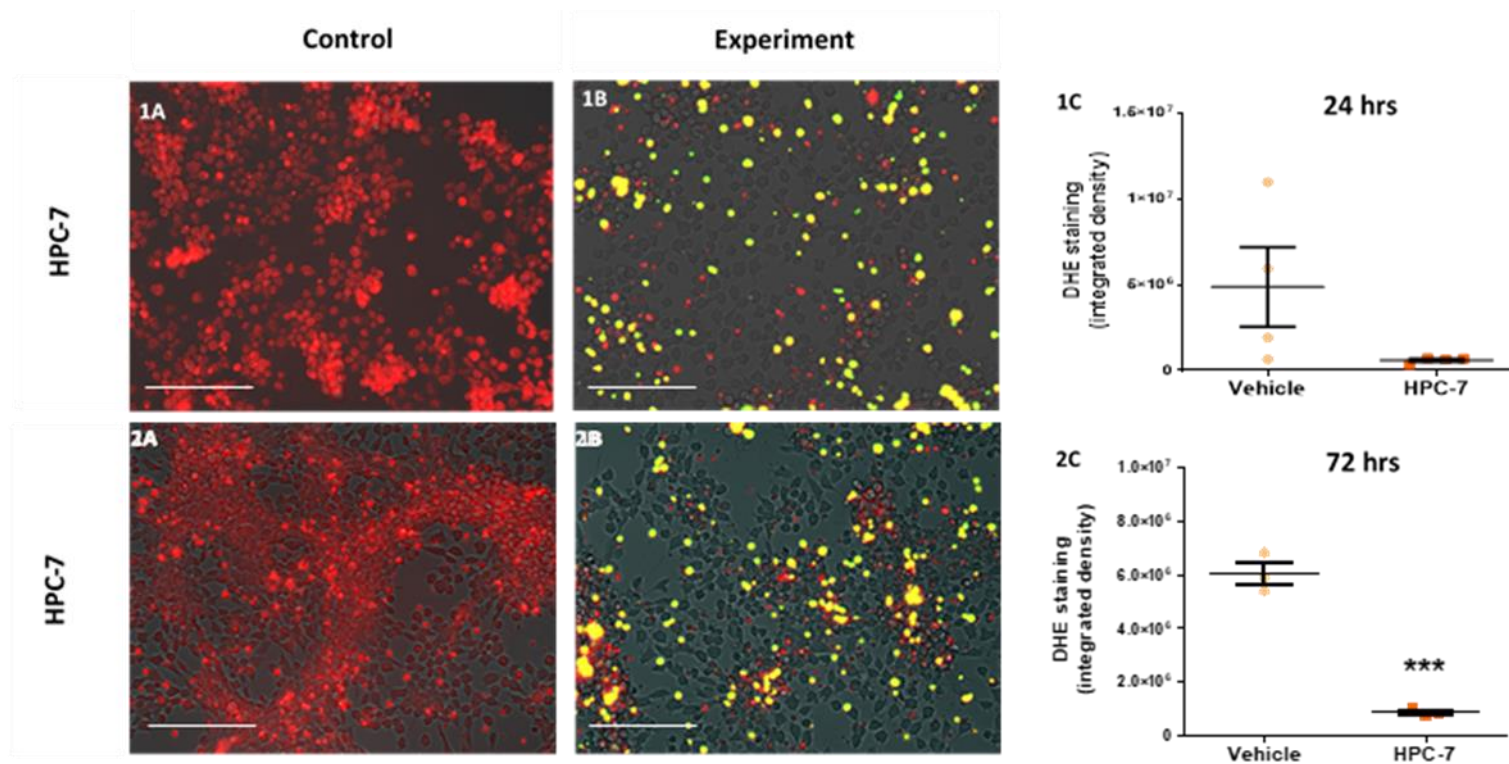 Control
Experiment
HPC-7
1A
1B
1C
24 hrs
DHE staining
(integrated density)
1.5×10⁷
1×10⁷
5×10⁶
0
Vehicle
HPC-7
HPC-7
2A
2B
2C
72 hrs
DHE staining
(integrated density)
1.0×10⁷
8.0×10⁶
6.0×10⁶
4.0×10⁶
2.0×10⁶
0
***
Vehicle
HPC-7